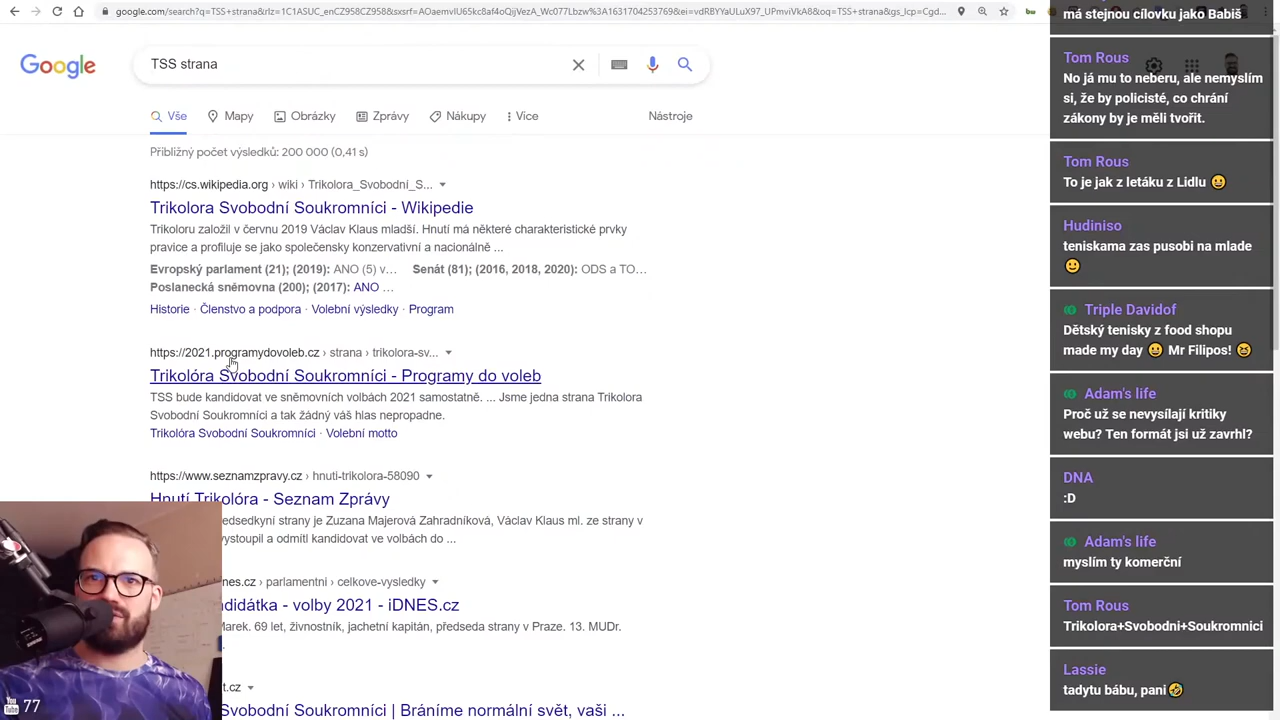 google.com/search?q=TSS+strana&rlz=1C1ASUC_enCZ958CZ958&sxsrf=AOaemvIU65kc8af4oQijVezA_Wc077Lbzw%3A1631704253769&ei=vdRBYYaULuX97_UPmviVkA8&oq=TSS+strana&gs_lcp=Cgd...
Google
TSS strana
Vše
Mapy
Obrázky
Zprávy
Nákupy
Více
Nástroje
Přibližný počet výsledků: 200 000 (0,41 s)
https://cs.wikipedia.org › wiki › Trikolora_Svobodní_S...
Trikolora Svobodní Soukromníci - Wikipedie
Trikoloru založil v červnu 2019 Václav Klaus mladší. Hnutí má některé charakteristické prvky
pravice a profiluje se jako společensky konzervativní a nacionálně ...
Evropský parlament (21); (2019): ANO (6 v... Senát (81); (2016, 2018, 2020): ODS a TO...
Poslanecká sněmovna (200); (2017): ANO ...
Historie · Členstvo a podpora · Volební výsledky · Program
https://2021.programydovoleb.cz › strana › trikolora-sv...
Trikolóra Svobodní Soukromníci - Programy do voleb
TSS bude kandidovat ve sněmovních volbách 2021 samostatně. ... Jsme jedna strana Trikolora
Svobodní Soukromníci a tak žádný váš hlas nepropadne.
Trikolóra Svobodní Soukromníci · Volební motto
https://www.seznamzpravy.cz › hnuti-trikolora-58090
Hnutí Trikolóra - Seznam Zprávy
edsedkyní strany je Zuzana Majerová Zahradníková, Václav Klaus ml. ze strany v
vystoupil a odmítl kandidovat ve volbách do ...
nes.cz › parlamentni › celkove-vysledky
didátka - volby 2021 - iDNES.cz
Marek. 69 let, živnostník, jachetní kapitán, předseda strany v Praze. 13. MUDr.
t.cz
Svobodní Soukromníci | Bráníme normální svět, vaši ...
YouTube 77
má stejnou cílovku jako Babiš
Tom Rous
No já mu to neberu, ale nemyslím
si, že by policisté, co chrání
zákony by je měli tvořit.
Tom Rous
To je jak z letáku z Lidlu 😀
Hudiniso
teniskama zas pusobi na mlade
🙂
Triple Davidof
Dětský tenisky z food shopu
made my day 😀 Mr Filipos! 😆
Adam's life
Proč už se nevysílají kritiky
webu? Ten formát jsi už zavrhl?
DNA
:D
Adam's life
myslím ty komerční
Tom Rous
Trikolora+Svobodni+Soukromnici
Lassie
tadytu bábu, pani🤣